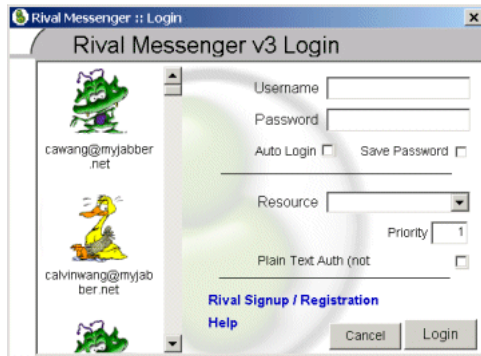 Rival Messenger :: Login
Rival Messenger v3 Login
cawang@myjabber
.net
calvinwang@myjab
ber.net
Username
Password
Auto Login
Save Password
Resource
Priority 1
Plain Text Auth (not
Rival Signup / Registration
Help
Cancel
Login